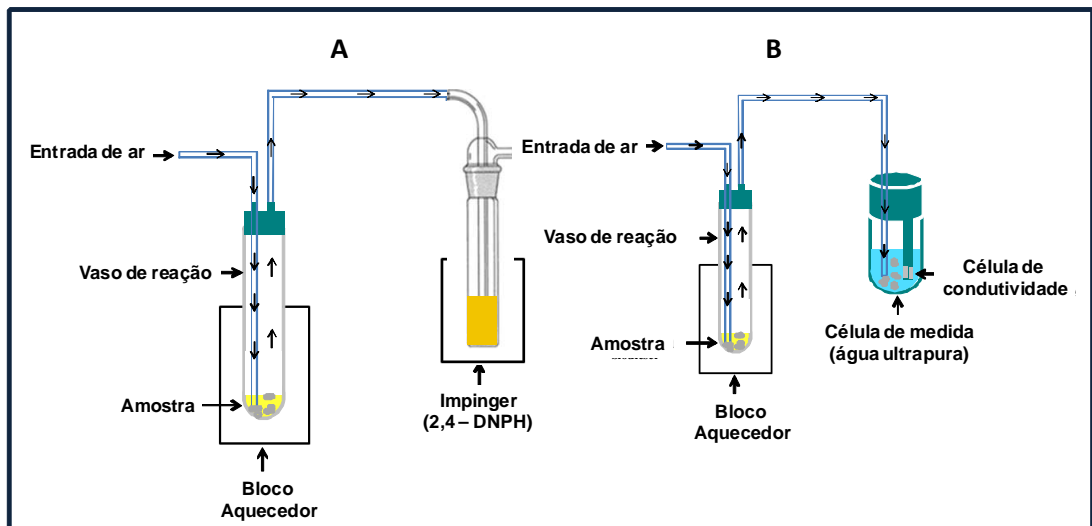 A
Entrada de ar
Vaso de reação
Amostra
Bloco
Aquecedor
Impinger
(2,4 – DNPH)
B
Entrada de ar
Vaso de reação
Amostra
Bloco
Aquecedor
Célula de
condutividade
Célula de medida
(água ultrapura)